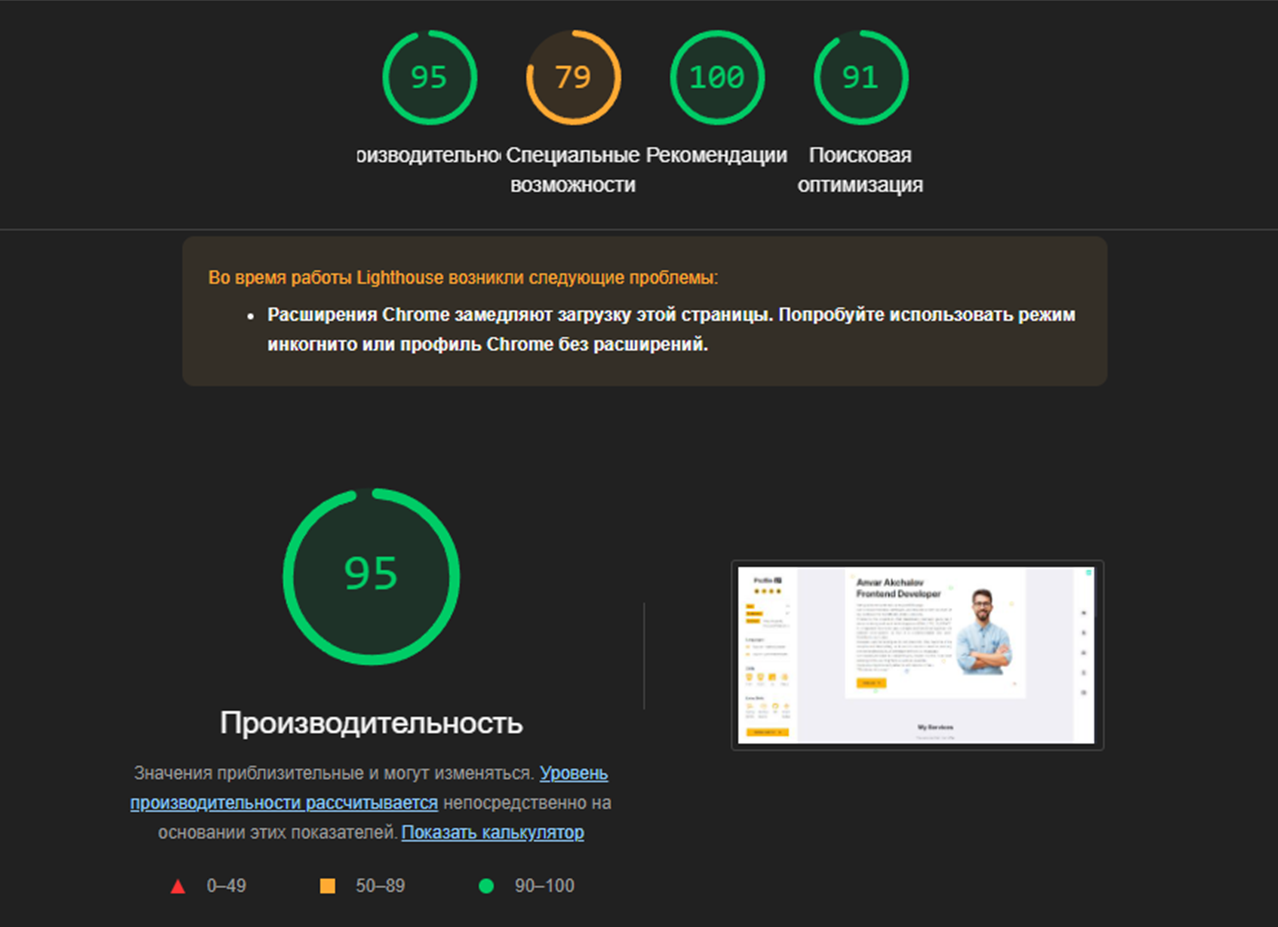 95
79
100
91
оизводительно
Специальные
возможности
Рекомендации
Поисковая
оптимизация
Во время работы Lighthouse возникли следующие проблемы:
• Расширения Chrome замедляют загрузку этой страницы. Попробуйте использовать режим
инкогнито или профиль Chrome без расширений.
95
Производительность
Значения приблизительные и могут изменяться. Уровень
производительности рассчитывается непосредственно на
основании этих показателей. Показать калькулятор
0–49
50–89
90–100
Anvar Akchalov
Frontend Developer
My Services